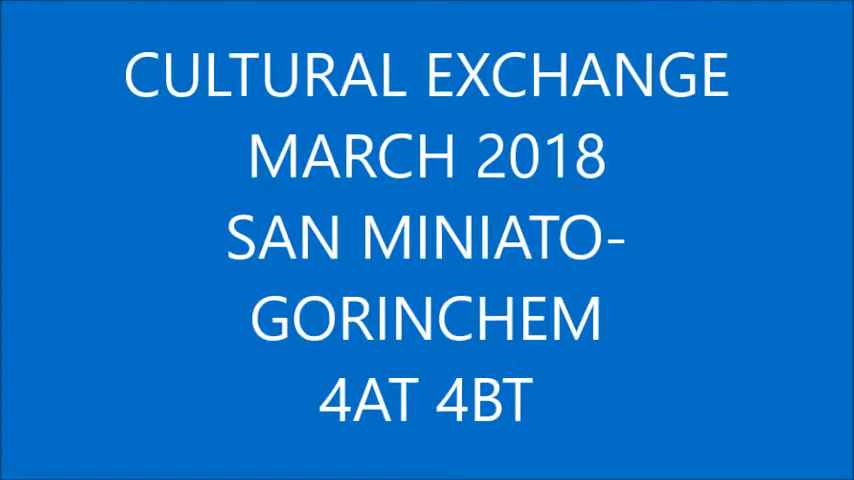 CULTURAL EXCHANGE
MARCH 2018
SAN MINIATO-
GORINCHEM
4AT 4BT